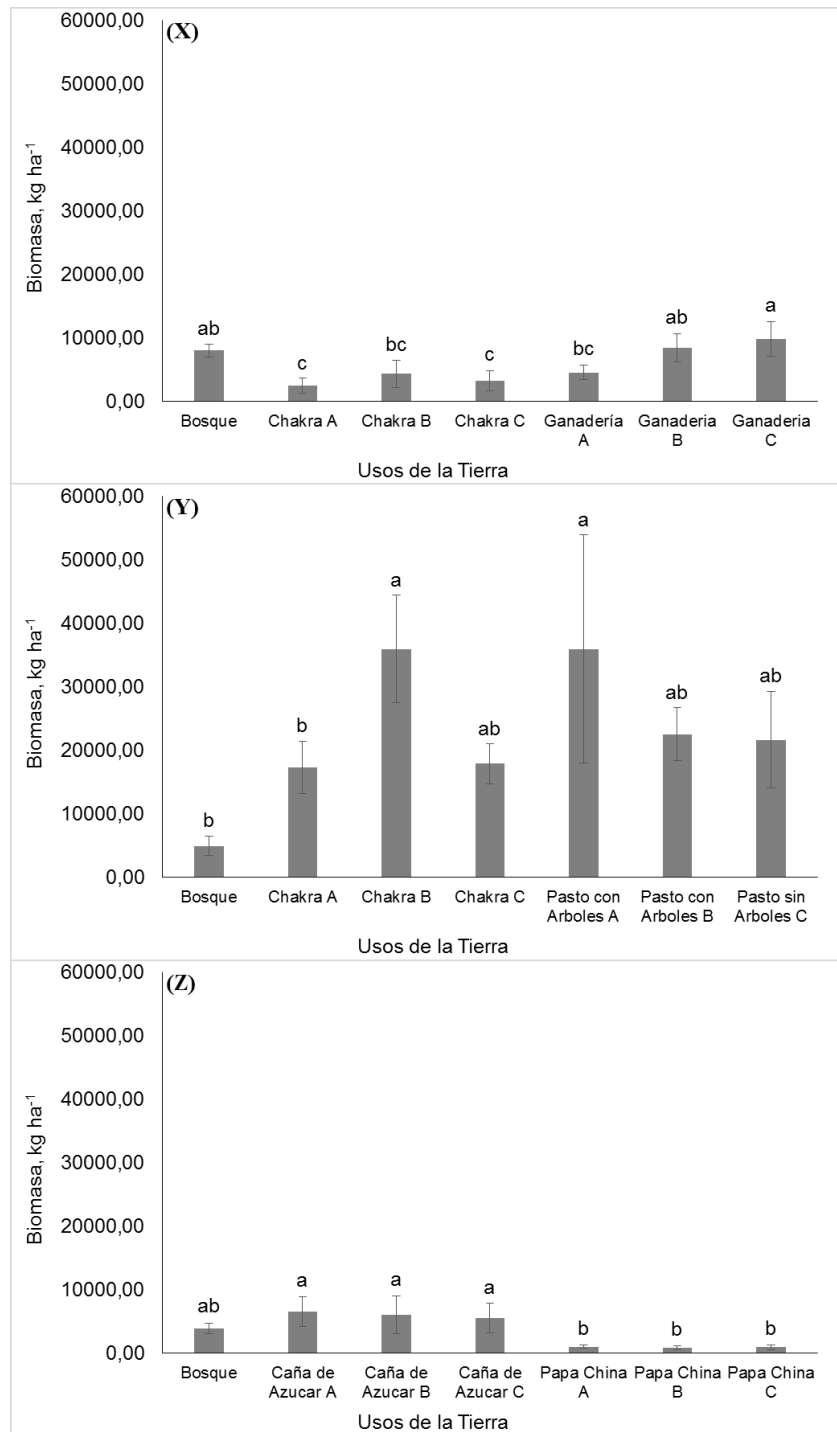 (X)
60000,00
50000,00
40000,00
30000,00
20000,00
10000,00
0,00
Biomasa, kg ha-1
ab
c
bc
c
bc
ab
a
Bosque
Chakra A
Chakra B
Chakra C
Ganadería
A
Ganaderia
B
Ganaderia
C
Usos de la Tierra
(Y)
60000,00
50000,00
40000,00
30000,00
20000,00
10000,00
0,00
Biomasa, kg ha-1
b
b
a
ab
a
ab
ab
Bosque
Chakra A
Chakra B
Chakra C
Pasto con
Arboles A
Pasto con
Arboles B
Pasto sin
Arboles C
Usos de la Tierra
(Z)
60000,00
50000,00
40000,00
30000,00
20000,00
10000,00
0,00
Biomasa, kg ha-1
ab
a
a
a
b
b
b
Bosque
Caña de
Azucar A
Caña de
Azucar B
Caña de
Azucar C
Papa China
A
Papa China
B
Papa China
C
Usos de la Tierra